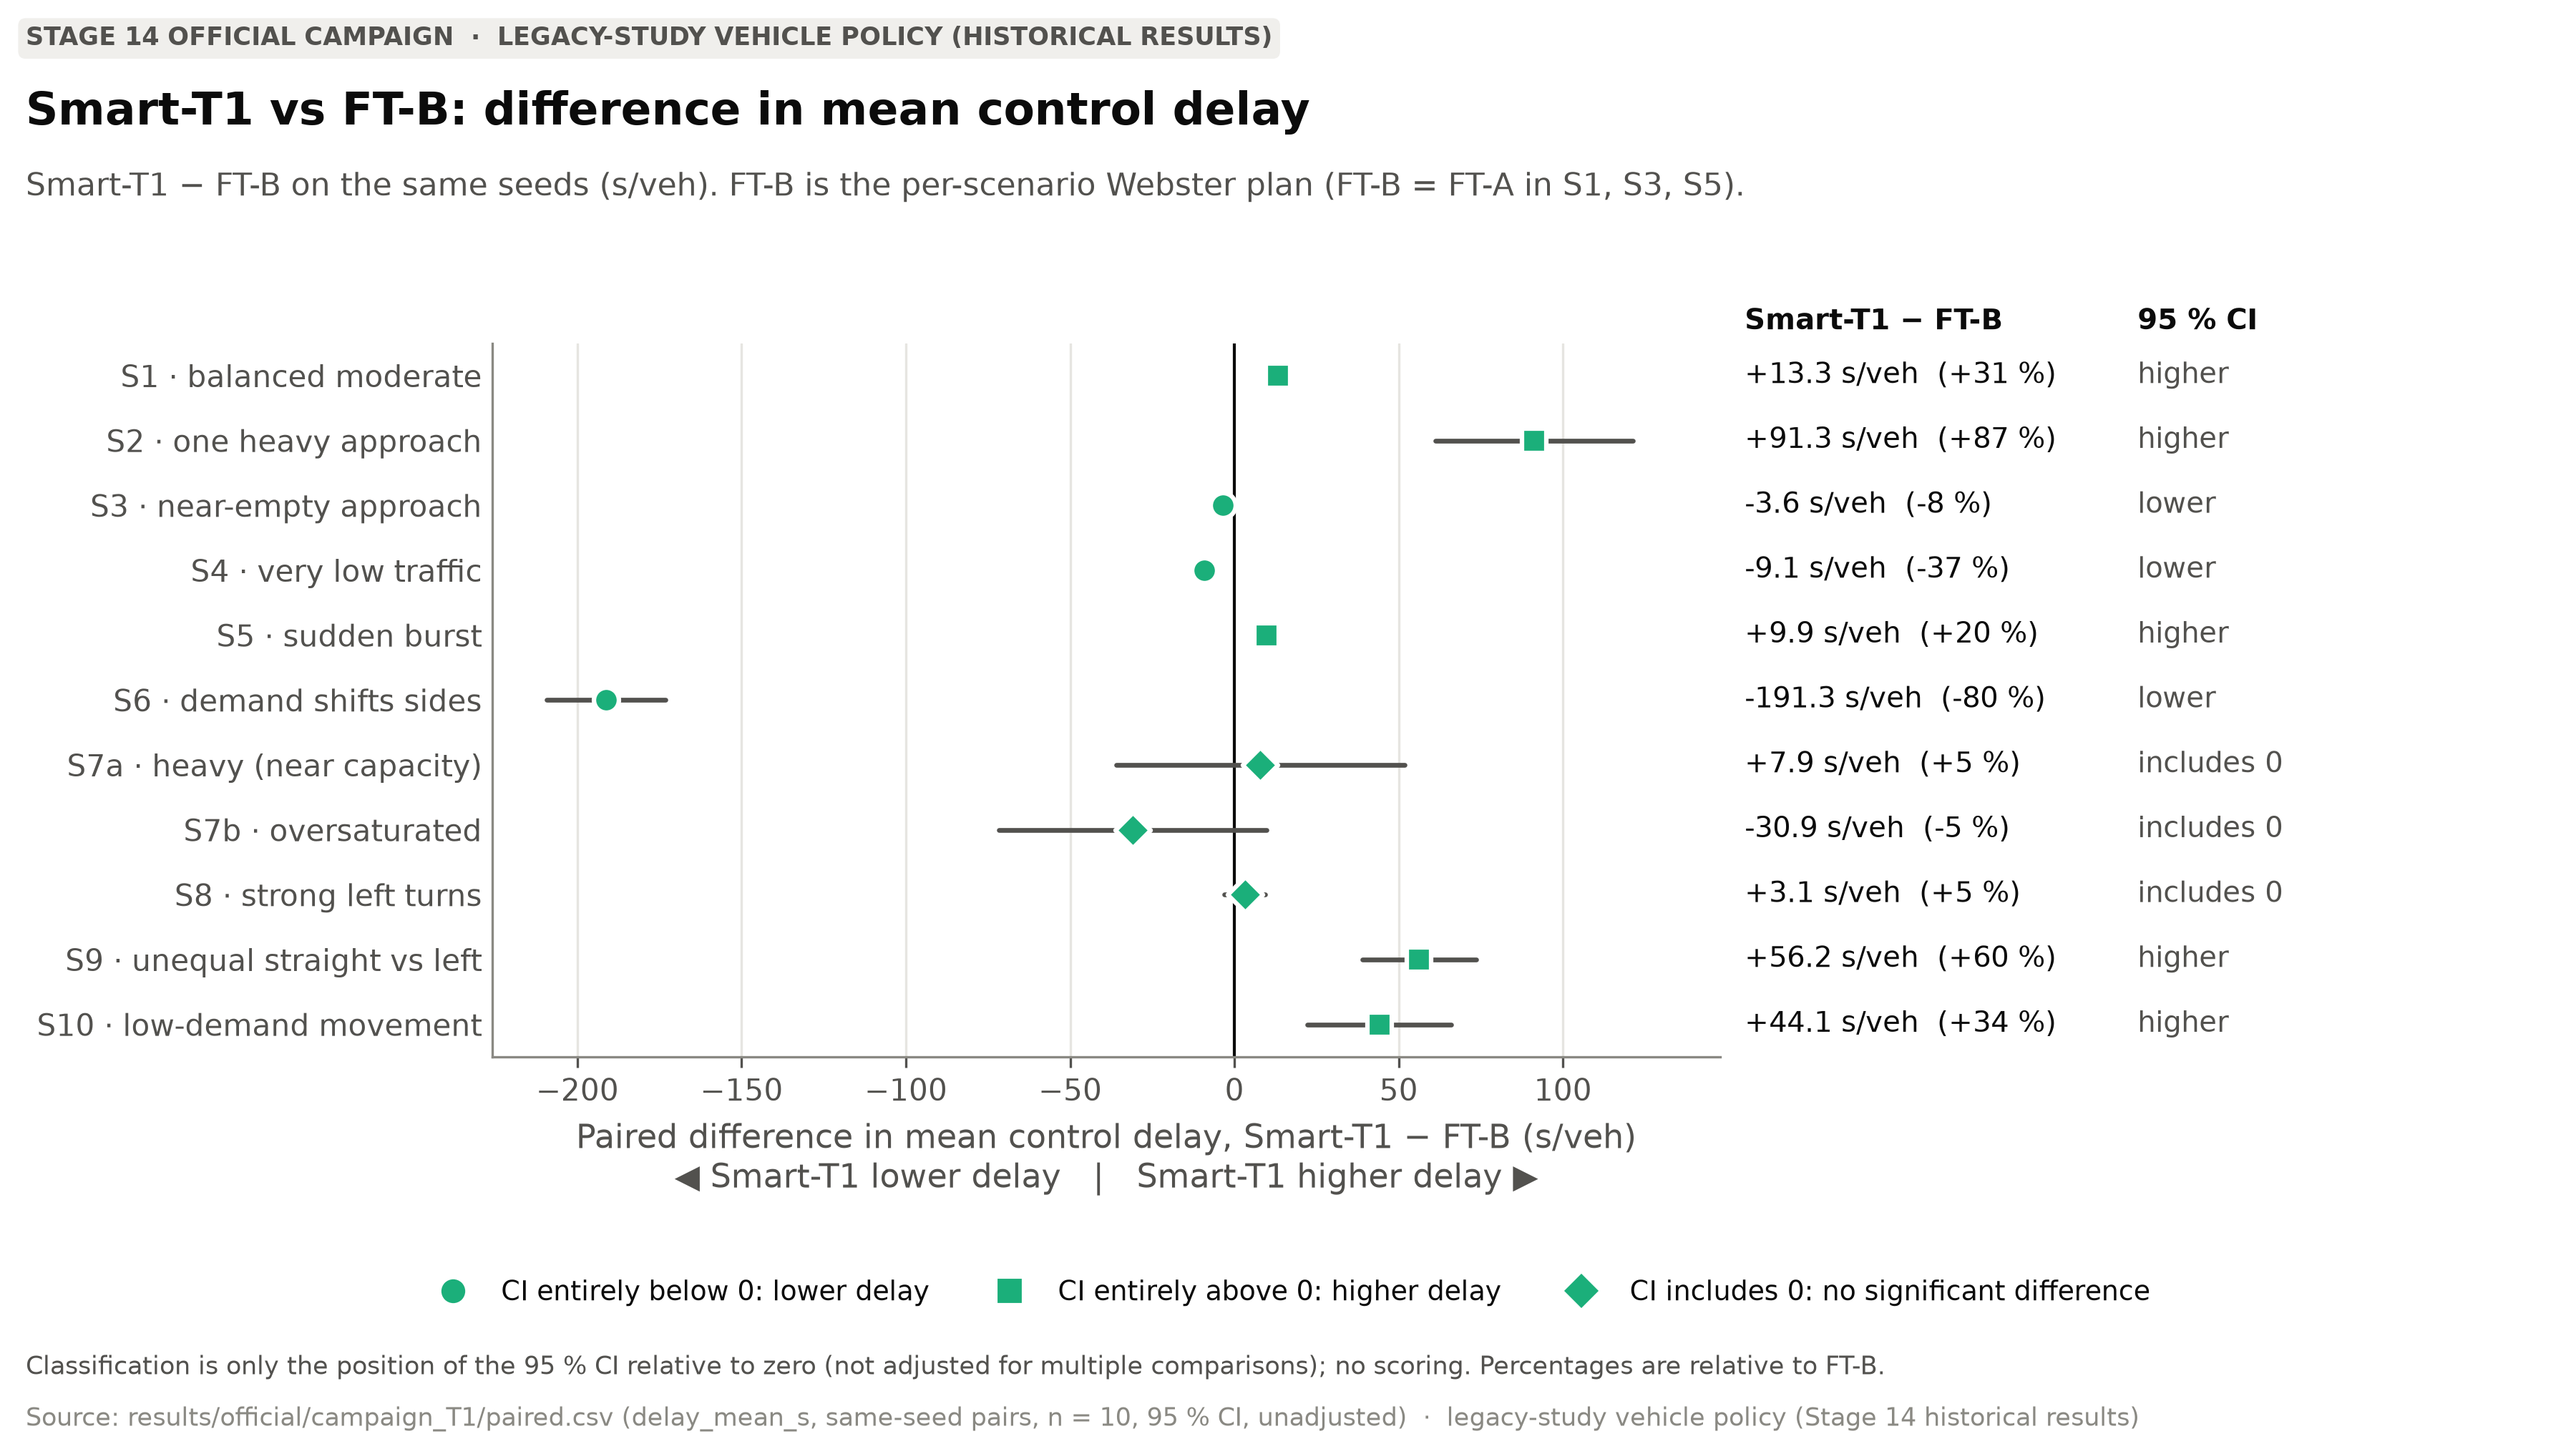 STAGE 14 OFFICIAL CAMPAIGN · LEGACY-STUDY VEHICLE POLICY (HISTORICAL RESULTS)
Smart-T1 vs FT-B: difference in mean control delay
Smart-T1 − FT-B on the same seeds (s/veh). FT-B is the per-scenario Webster plan (FT-B = FT-A in S1, S3, S5).
Smart-T1 − FT-B 95 % CI
S1 · balanced moderate +13.3 s/veh (+31 %) higher
S2 · one heavy approach +91.3 s/veh (+87 %) higher
S3 · near-empty approach -3.6 s/veh (-8 %) lower
S4 · very low traffic -9.1 s/veh (-37 %) lower
S5 · sudden burst +9.9 s/veh (+20 %) higher
S6 · demand shifts sides -191.3 s/veh (-80 %) lower
S7a · heavy (near capacity) +7.9 s/veh (+5 %) includes 0
S7b · oversaturated -30.9 s/veh (-5 %) includes 0
S8 · strong left turns +3.1 s/veh (+5 %) includes 0
S9 · unequal straight vs left +56.2 s/veh (+60 %) higher
S10 · low-demand movement +44.1 s/veh (+34 %) higher
−200 −150 −100 −50 0 50 100
Paired difference in mean control delay, Smart-T1 − FT-B (s/veh)
◀ Smart-T1 lower delay | Smart-T1 higher delay ▶
CI entirely below 0: lower delay CI entirely above 0: higher delay CI includes 0: no significant difference
Classification is only the position of the 95 % CI relative to zero (not adjusted for multiple comparisons); no scoring. Percentages are relative to FT-B.
Source: results/official/campaign_T1/paired.csv (delay_mean_s, same-seed pairs, n = 10, 95 % CI, unadjusted) · legacy-study vehicle policy (Stage 14 historical results)